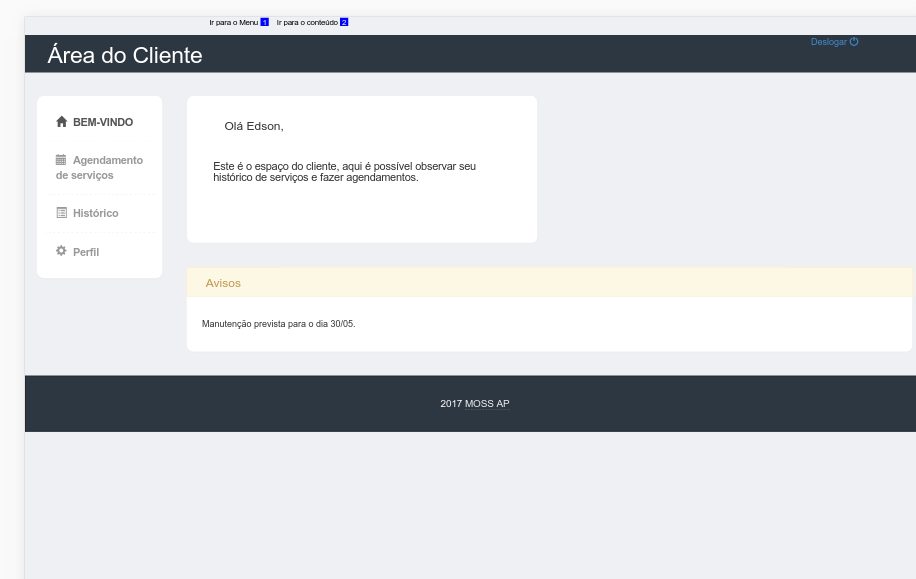 Ir para o Menu 1 Ir para o conteúdo 2
Deslogar
Área do Cliente
BEM-VINDO
Agendamento
de serviços
Histórico
Perfil
Olá Edson,
Este é o espaço do cliente, aqui é possível observar seu
histórico de serviços e fazer agendamentos.
Avisos
Manutenção prevista para o dia 30/05.
2017 MOSS AP